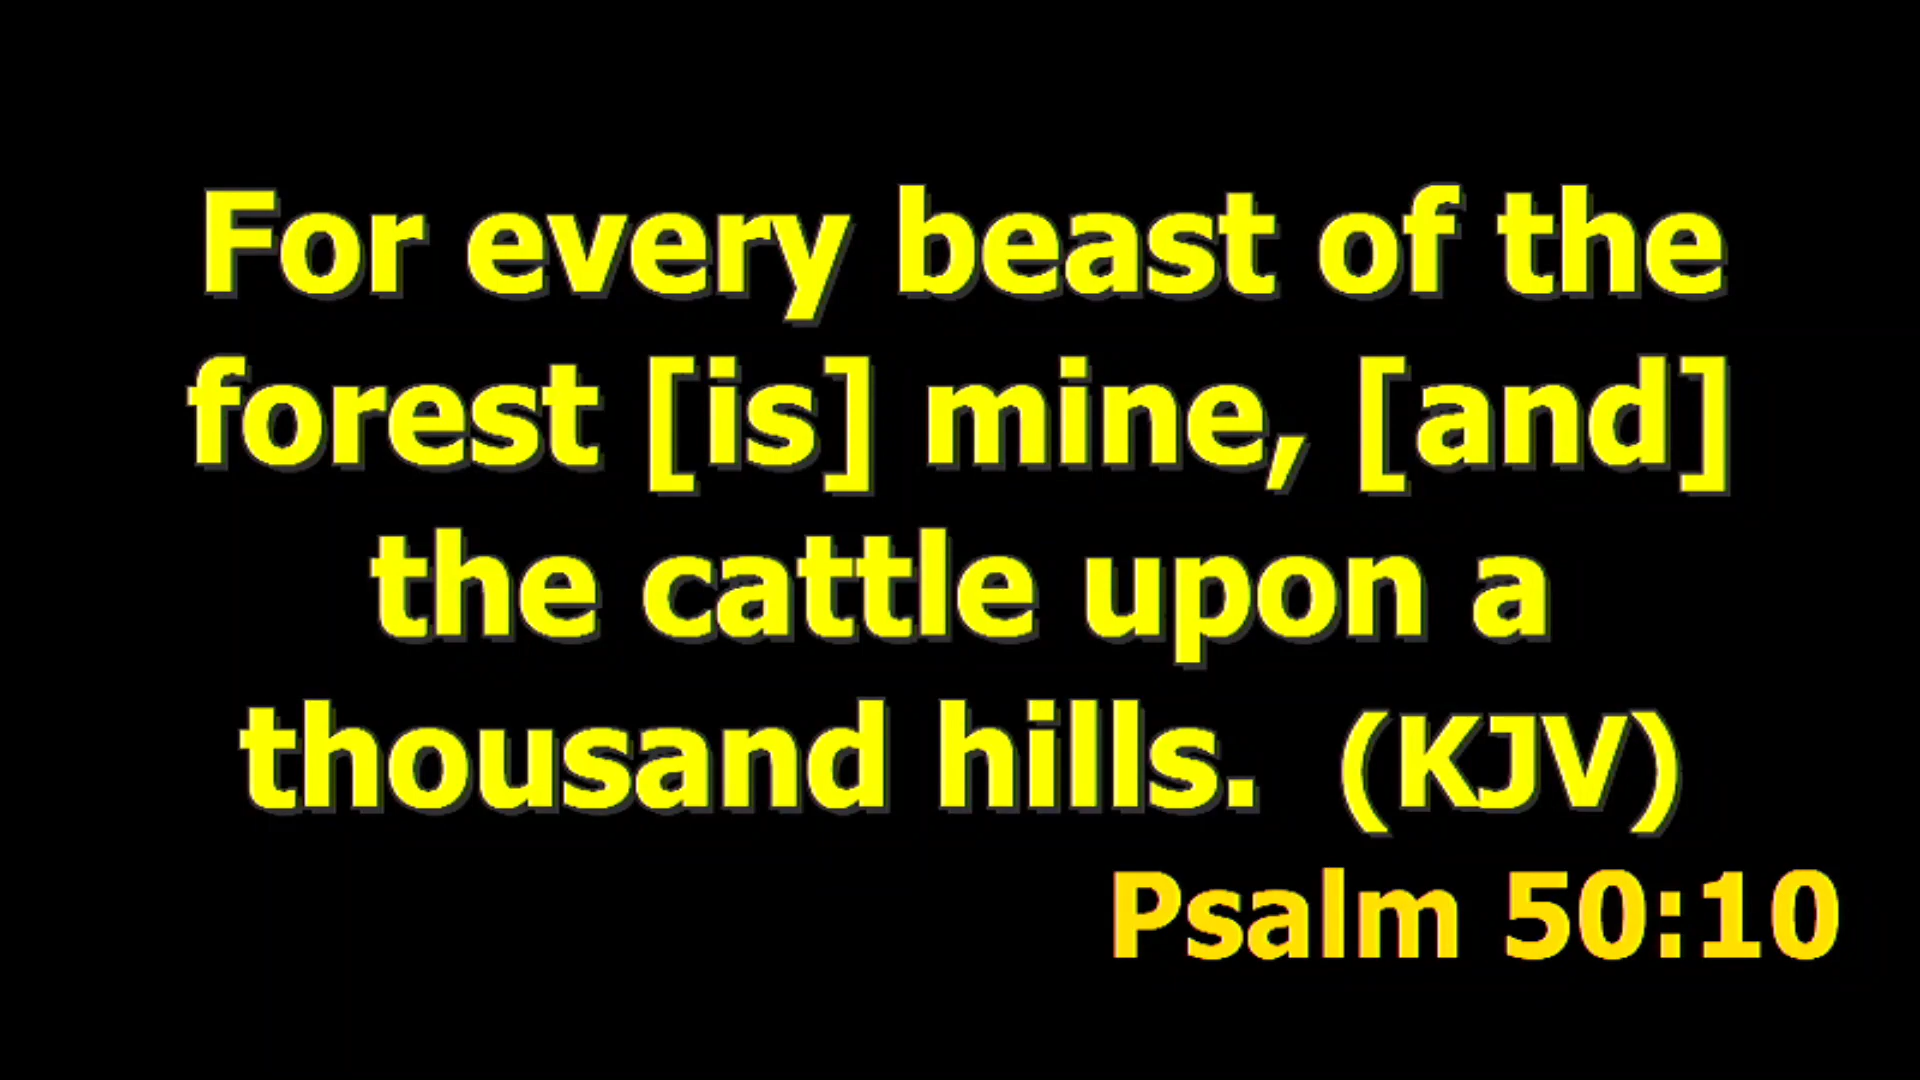 For every beast of the
forest [is] mine, [and]
the cattle upon a
thousand hills.  (KJV)
Psalm 50:10